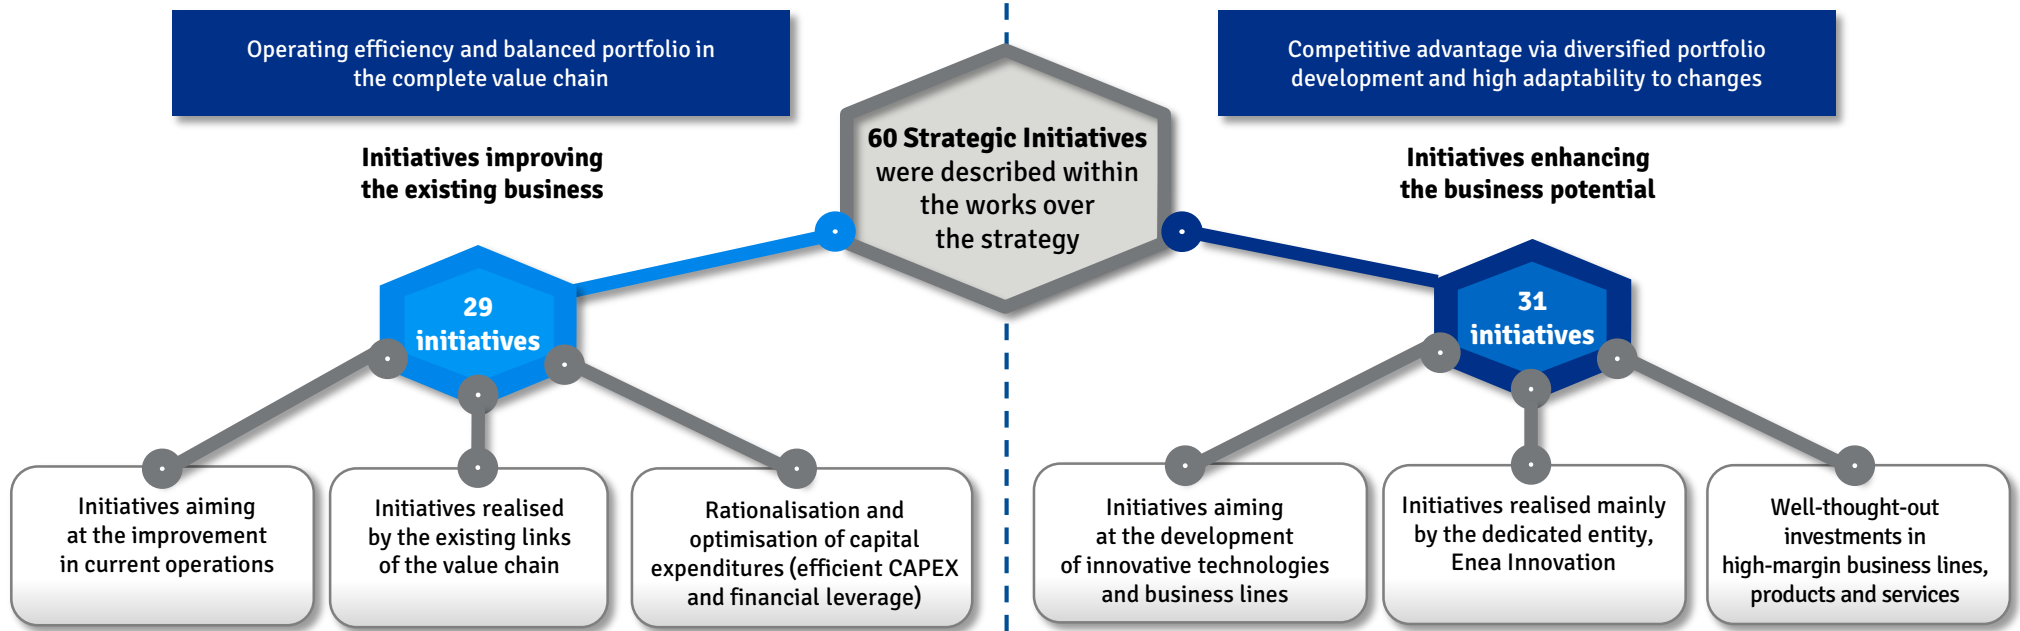 Operating efficiency and balanced portfolio in
the complete value chain
Initiatives improving
the existing business
60 Strategic Initiatives
were described within
the works over
the strategy
Competitive advantage via diversified portfolio
development and high adaptability to changes
Initiatives enhancing
the business potential
29
initiatives
31
initiatives
Initiatives aiming
at the improvement
in current operations
Initiatives realised
by the existing links
of the value chain
Rationalisation and
optimisation of capital
expenditures (efficient CAPEX
and financial leverage)
Initiatives aiming
at the development
of innovative technologies
and business lines
Initiatives realised mainly
by the dedicated entity,
Enea Innovation
Well-thought-out
investments in
high-margin business lines,
products and services